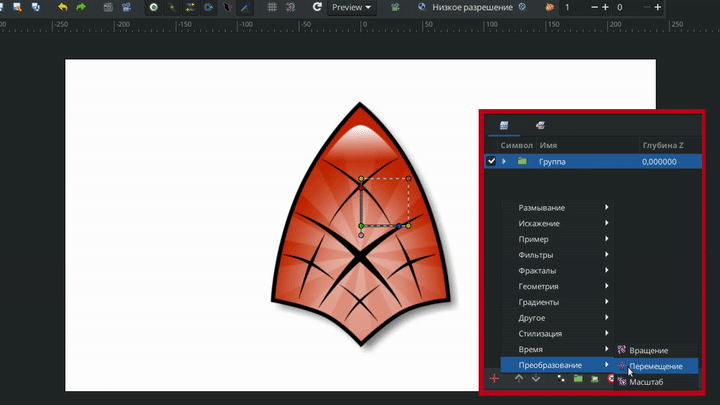 Preview Низкое разрешение 1 0
-250 -200 -150 -100 -50 0 50 100 150 200 250
Символ Имя Глубина Z
Группа 0,000000
Размывание
Искажение
Пример
Фильтры
Фракталы
Геометрия
Градиенты
Другое
Стилизация
Время
Вращение
Преобразование
Перемещение
Масштаб